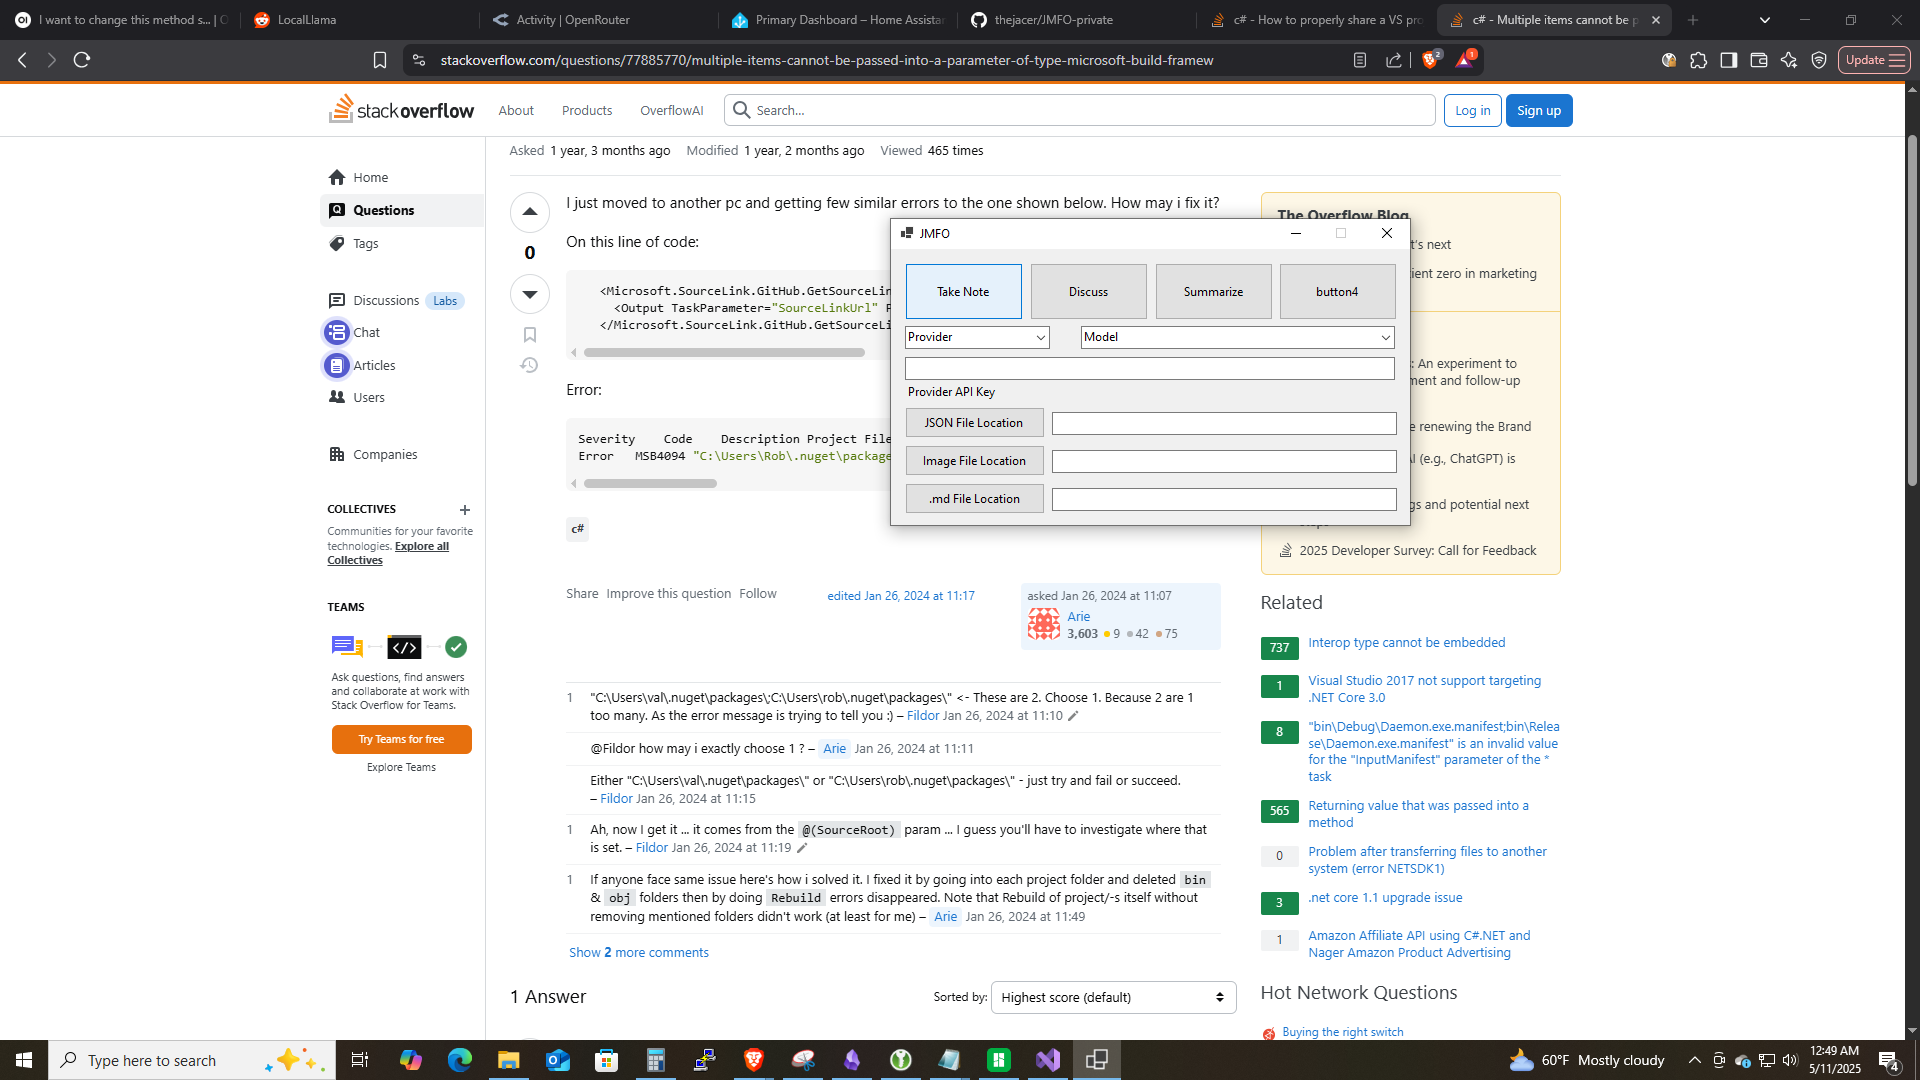 I want to change this method s... | O
LocalLlama
Activity | OpenRouter
Primary Dashboard – Home Assistar
thejacer/JMFO-private
c# - How to properly share a VS pro
c# - Multiple items cannot be p
stackoverflow.com/questions/77885770/multiple-items-cannot-be-passed-into-a-parameter-of-type-microsoft-build-framew
2
1
Update
stackoverflow
About
Products
OverflowAI
Search...
Log in
Sign up
Asked 1 year, 3 months ago Modified 1 year, 2 months ago Viewed 465 times
Home
Questions
Tags
Discussions Labs
Chat
Articles
Users
Companies
COLLECTIVES
Communities for your favorite
technologies. Explore all
Collectives
TEAMS
Ask questions, find answers
and collaborate at work with
Stack Overflow for Teams.
Try Teams for free
Explore Teams
0
I just moved to another pc and getting few similar errors to the one shown below. How may i fix it?
On this line of code:
<Microsoft.SourceLink.GitHub.GetSourceLin
<Output TaskParameter="SourceLinkUrl" P
</Microsoft.SourceLink.GitHub.GetSourceLi
Error:
Severity Code Description Project File
Error MSB4094 "C:\Users\Rob\.nuget\package
c#
Share Improve this question Follow
edited Jan 26, 2024 at 11:17
asked Jan 26, 2024 at 11:07
Arie
3,603 9 42 75
1 "C:\Users\val\.nuget\packages\;C:\Users\rob\.nuget\packages\" <- These are 2. Choose 1. Because 2 are 1
too many. As the error message is trying to tell you :) – Fildor Jan 26, 2024 at 11:10
@Fildor how may i exactly choose 1 ? – Arie Jan 26, 2024 at 11:11
Either "C:\Users\val\.nuget\packages\" or "C:\Users\rob\.nuget\packages\" - just try and fail or succeed.
– Fildor Jan 26, 2024 at 11:15
1 Ah, now I get it ... it comes from the @(SourceRoot) param ... I guess you'll have to investigate where that
is set. – Fildor Jan 26, 2024 at 11:19
1 If anyone face same issue here's how i solved it. I fixed it by going into each project folder and deleted bin
& obj folders then by doing Rebuild errors disappeared. Note that Rebuild of project/-s itself without
removing mentioned folders didn't work (at least for me) – Arie Jan 26, 2024 at 11:49
Show 2 more comments
1 Answer
Sorted by:
Highest score (default)
JMFO
Take Note
Discuss
Summarize
button4
Provider
Model
Provider API Key
JSON File Location
Image File Location
.md File Location
The Overflow Blog
t's next
ient zero in marketing
: An experiment to
ment and follow-up
e renewing the Brand
AI (e.g., ChatGPT) is
gs and potential next
2025 Developer Survey: Call for Feedback
Related
737 Interop type cannot be embedded
1 Visual Studio 2017 not support targeting
.NET Core 3.0
8 "bin\Debug\Daemon.exe.manifest;bin\Relea
se\Daemon.exe.manifest" is an invalid value
for the "InputManifest" parameter of the *
task
565 Returning value that was passed into a
method
0 Problem after transferring files to another
system (error NETSDK1)
3 .net core 1.1 upgrade issue
1 Amazon Affiliate API using C#.NET and
Nager Amazon Product Advertising
Hot Network Questions
Buying the right switch
Type here to search
60°F Mostly cloudy
12:49 AM
5/11/2025
4